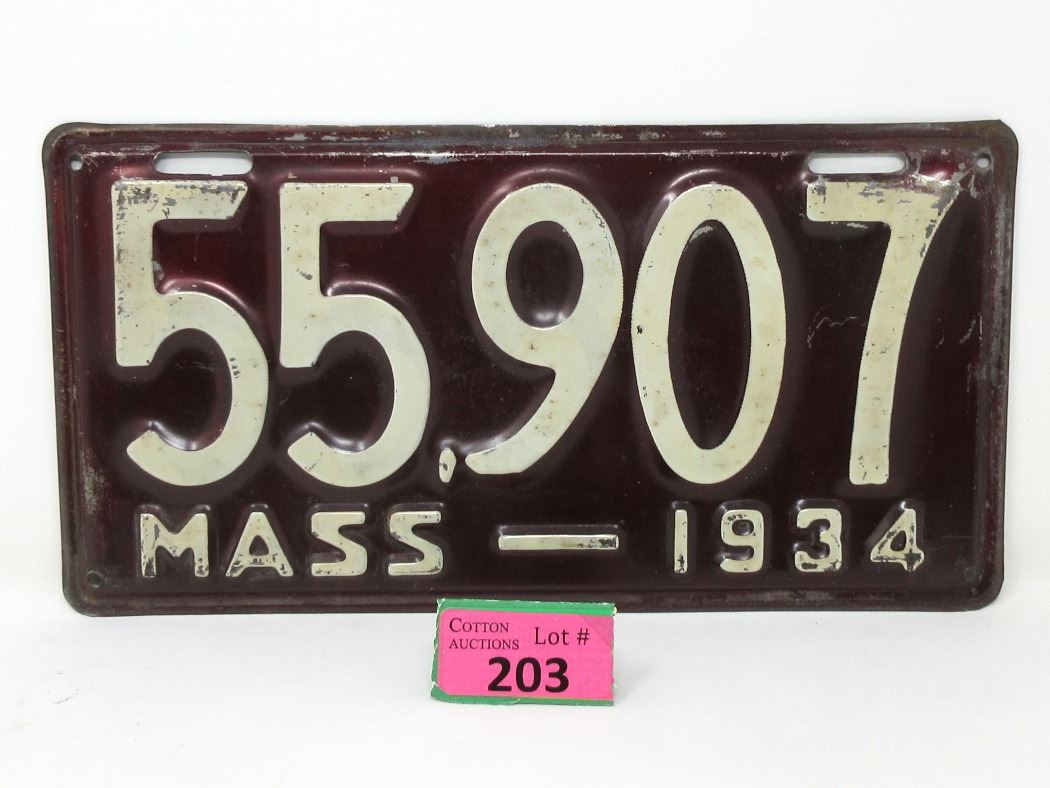 55,907
MASS — 1934
COTTON AUCTIONS Lot #
203